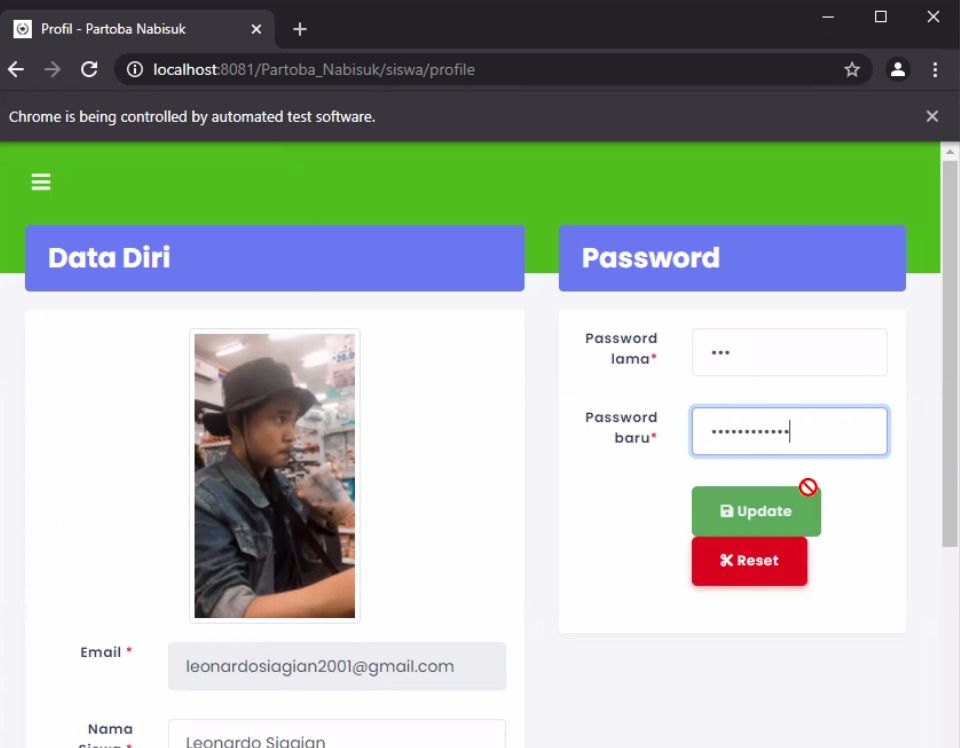 Profil - Partoba Nabisuk
localhost:8081/Partoba_Nabisuk/siswa/profile
Chrome is being controlled by automated test software.
Data Diri
Email *
leonardosiagian2001@gmail.com
Nama
Siswa *
Leonardo Siagian
Password
Password
lama*
•••
Password
baru*
••••••••••••
Update
Reset